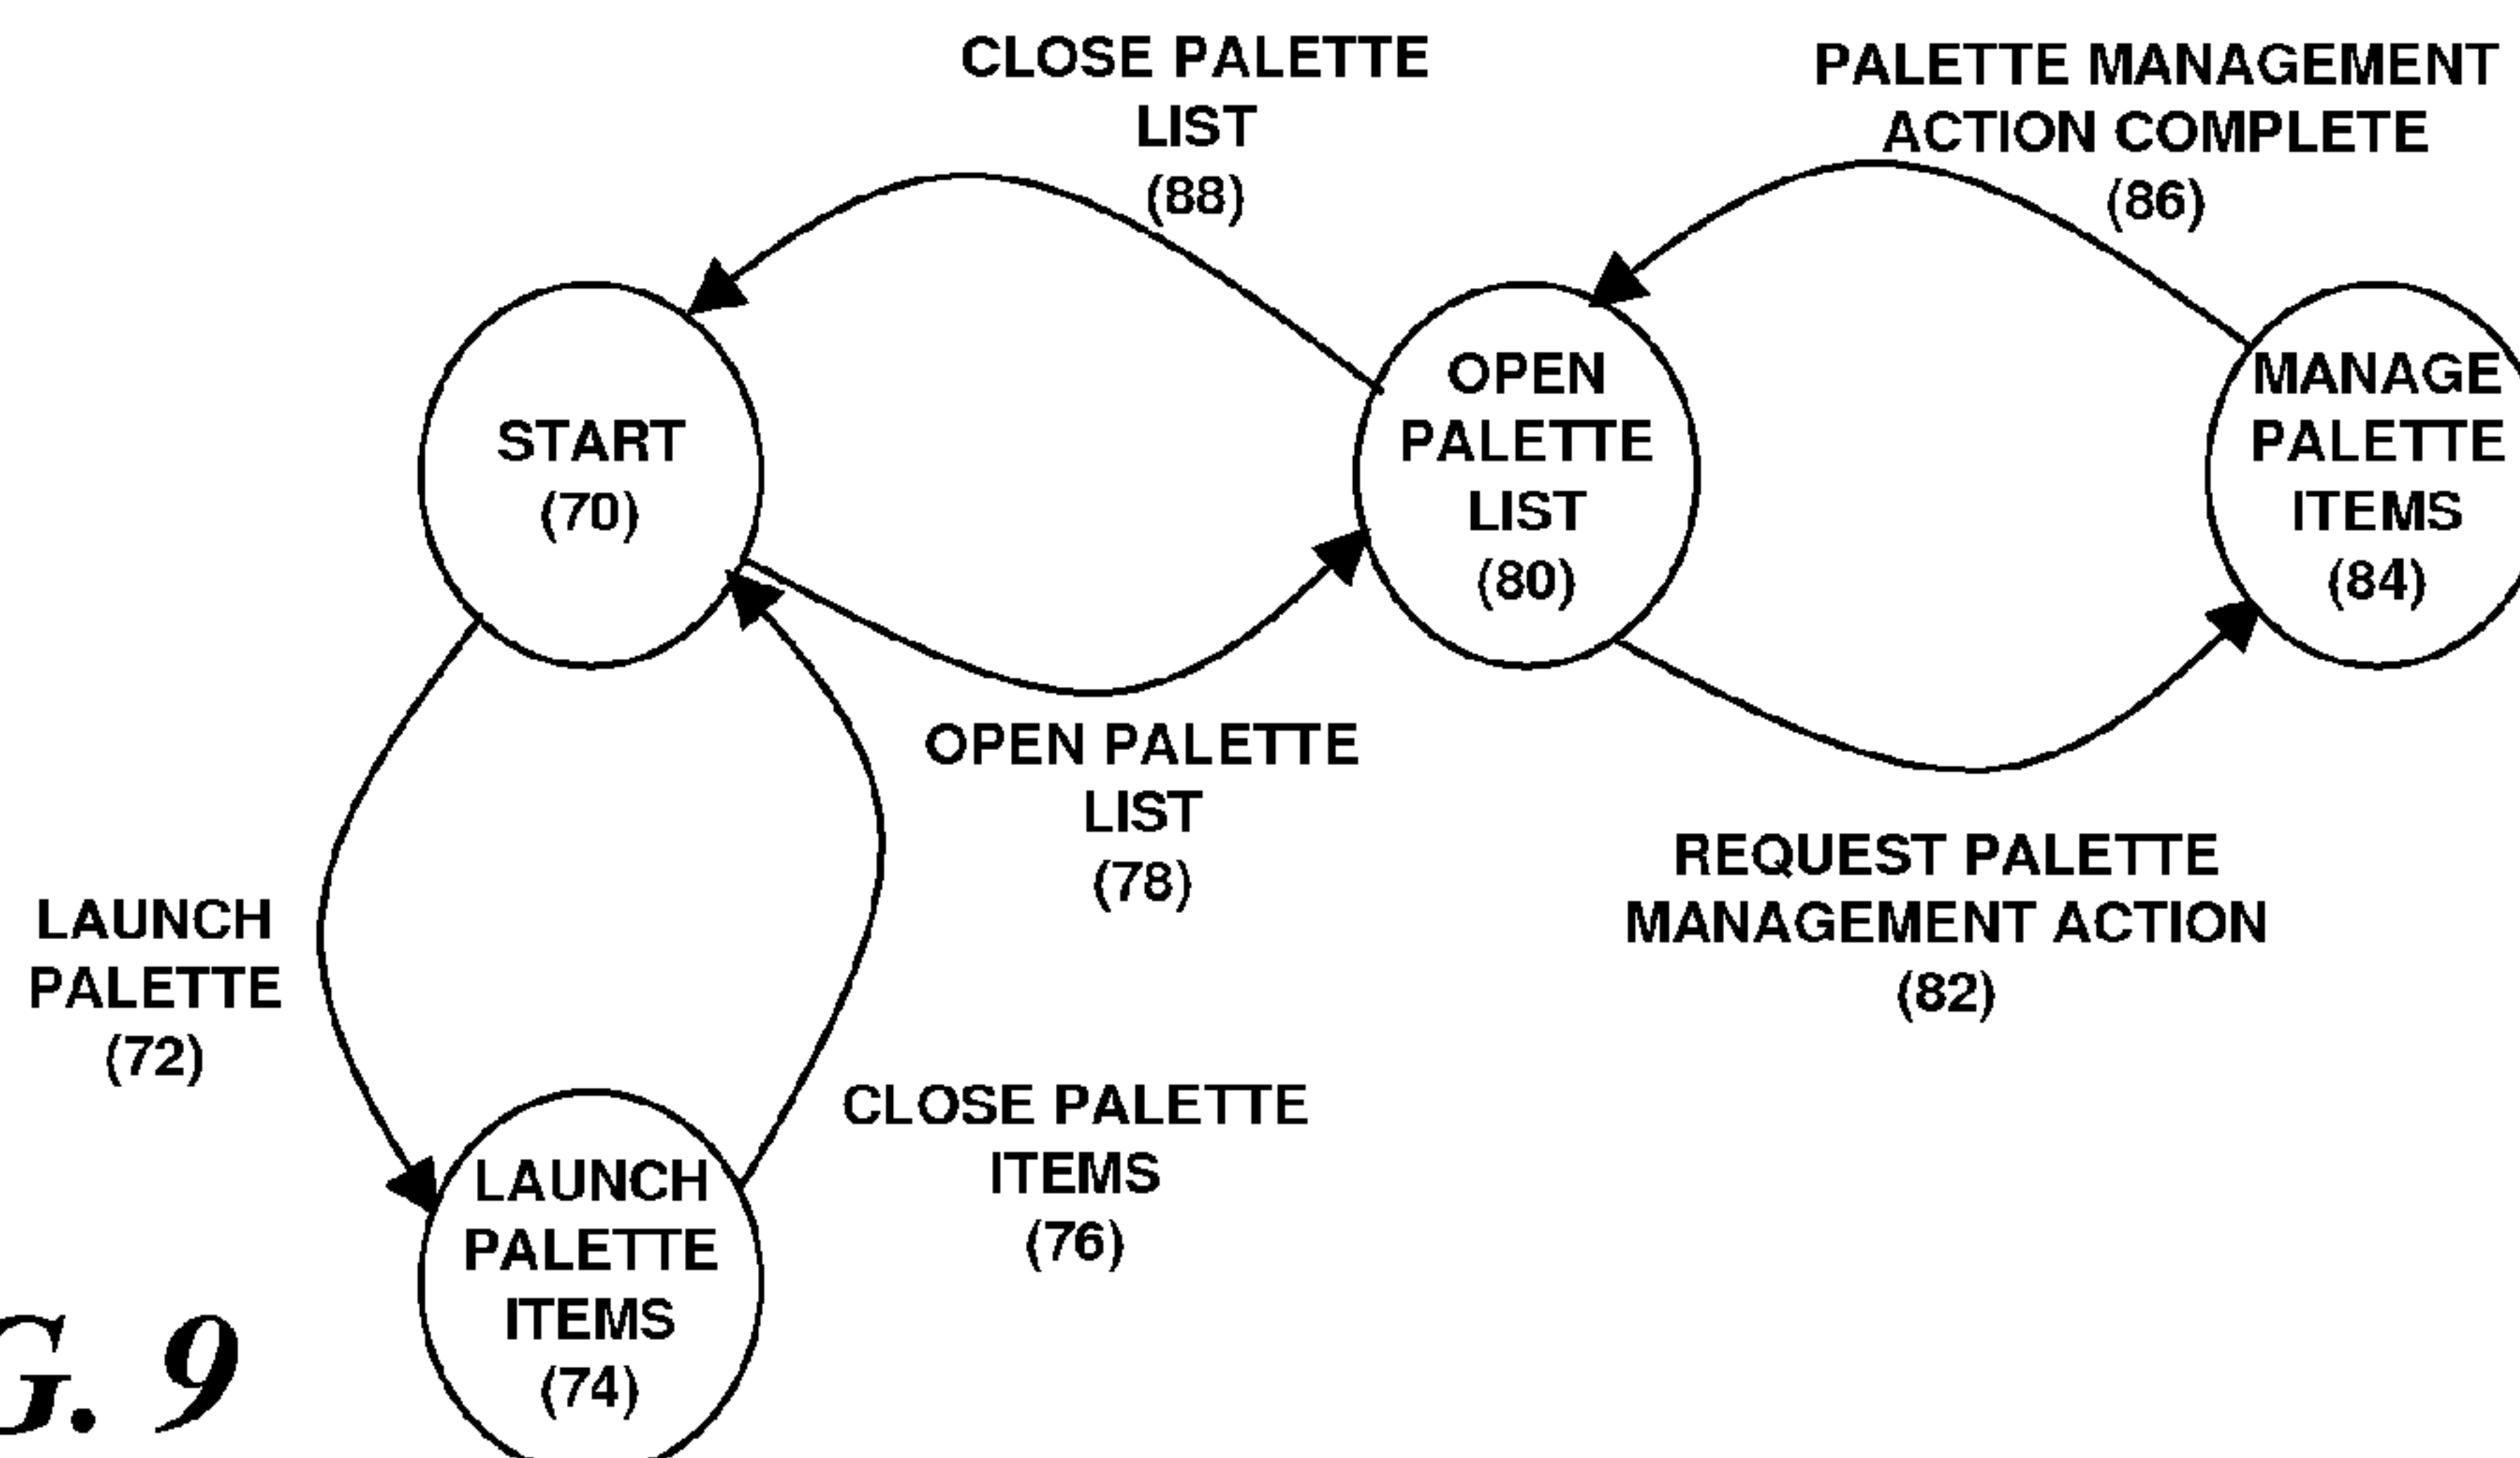 CLOSE PALETTE
LIST
(88)
PALETTE MANAGEMENT
ACTION COMPLETE
(86)
START
(70)
OPEN
PALETTE
LIST
(80)
MANAGE
PALETTE
ITEMS
(84)
OPEN PALETTE
LIST
(78)
REQUEST PALETTE
MANAGEMENT ACTION
(82)
LAUNCH
PALETTE
(72)
CLOSE PALETTE
ITEMS
(76)
LAUNCH
PALETTE
ITEMS
(74)
G. 9